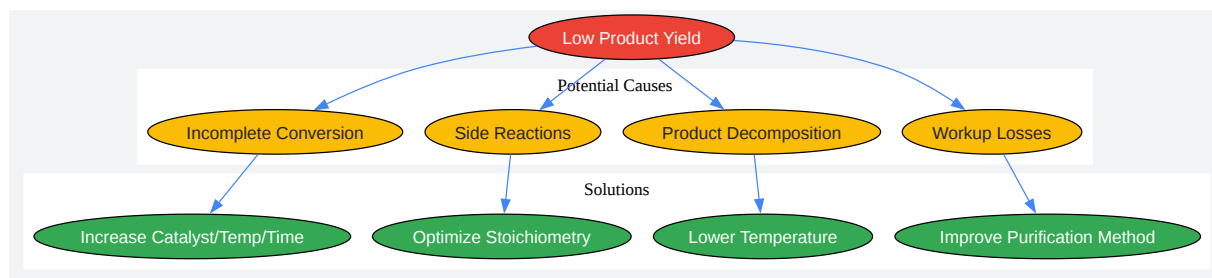 Low Product Yield
Potential Causes
Incomplete Conversion
Side Reactions
Product Decomposition
Workup Losses
Solutions
Increase Catalyst/Temp/Time
Optimize Stoichiometry
Lower Temperature
Improve Purification Method